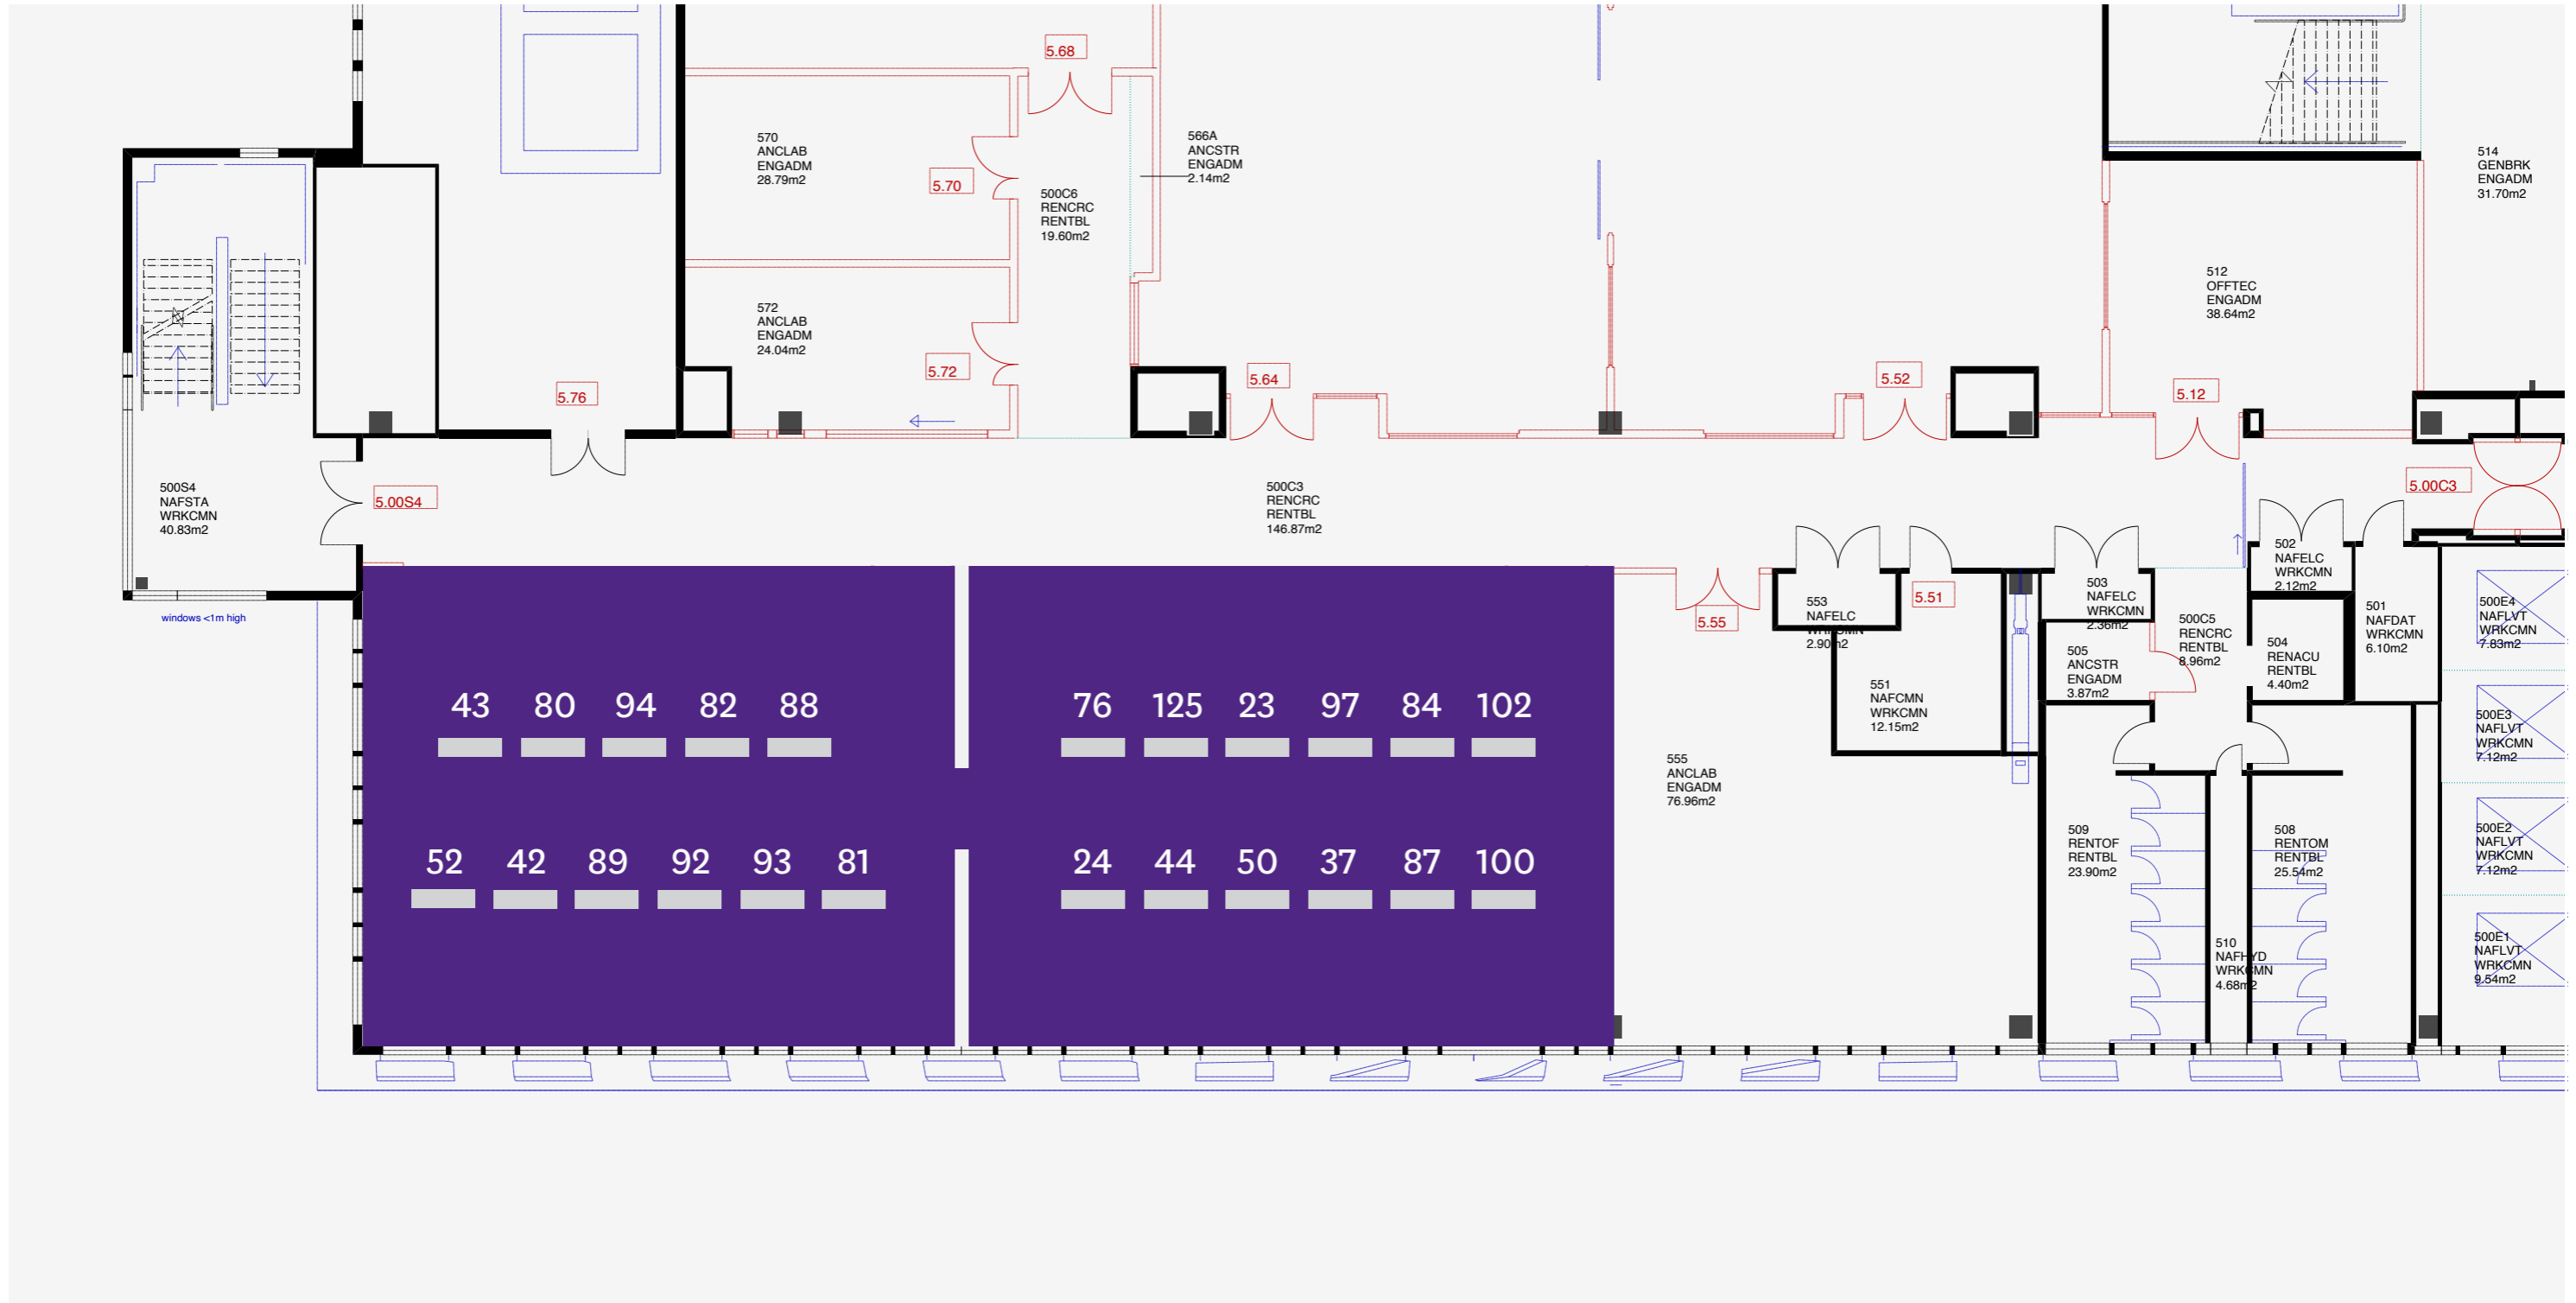 5.68
570
ANCLAB
ENGADM
28.79m2
5.70
500C6
RENCRC
RENTBL
19.60m2
566A
ANCSTR
ENGADM
2.14m2
514
GENBRK
ENGADM
31.70m2
512
OFFTEC
ENGADM
38.64m2
572
ANCLAB
ENGADM
24.04m2
5.72
5.76
5.64
5.52
5.12
500S4
NAFSTA
WRKCMN
40.83m2
5.00S4
500C3
RENCRC
RENTBL
146.87m2
5.00C3
windows <1m high
5.55
553
NAFELC
WRKCMN
2.90m2
5.51
503
NAFELC
WRKCMN
2.36m2
502
NAFELC
WRKCMN
2.12m2
500C5
RENCRC
RENTBL
8.96m2
501
NAFDAT
WRKCMN
6.10m2
500E4
NAFLVT
WRKCMN
7.83m2
505
ANCSTR
ENGADM
3.87m2
504
RENACU
RENTBL
4.40m2
551
NAFCMN
WRKCMN
12.15m2
500E3
NAFLVT
WRKCMN
7.12m2
43 80 94 82 88 76 125 23 97 84 102
555
ANCLAB
ENGADM
76.96m2
52 42 89 92 93 81 24 44 50 37 87 100
509
RENTOF
RENTBL
23.90m2
508
RENTOM
RENTBL
25.54m2
500E2
NAFLVT
WRKCMN
7.12m2
510
NAFHYD
WRKCMN
4.68m2
500E1
NAFLVT
WRKCMN
9.54m2